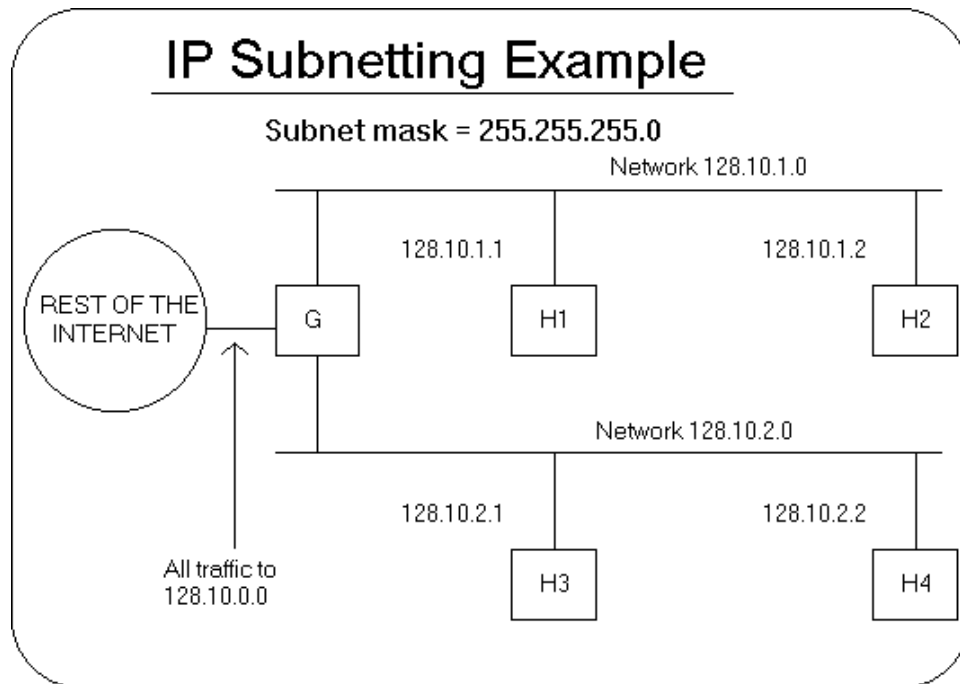 IP Subnetting Example
Subnet mask = 255.255.255.0
Network 128.10.1.0
128.10.1.1
128.10.1.2
REST OF THE
INTERNET
G
H1
H2
Network 128.10.2.0
128.10.2.1
128.10.2.2
All traffic to
128.10.0.0
H3
H4